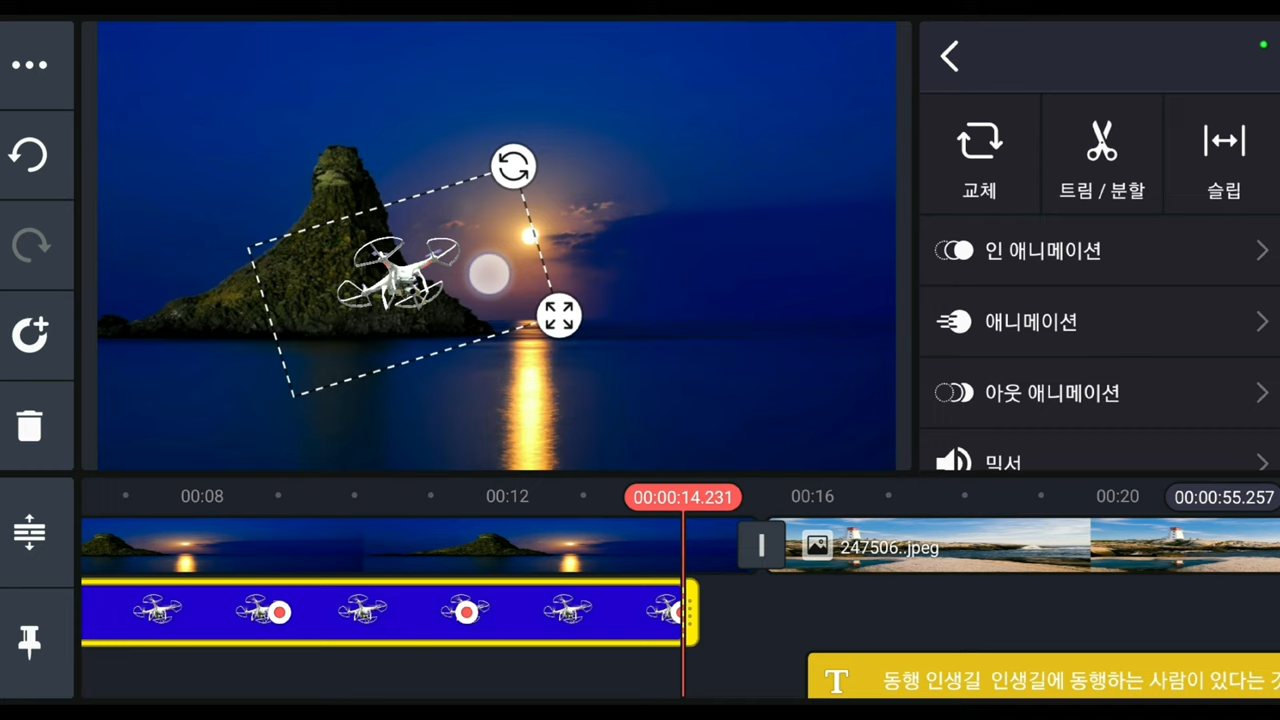 교체
트림 / 분할
슬립
인 애니메이션
애니메이션
아웃 애니메이션
믹서
00:08
00:12
00:00:14.231
00:16
00:20
00:00:55.257
247506..jpeg
T 동행 인생길 인생길에 동행하는 사람이 있다는